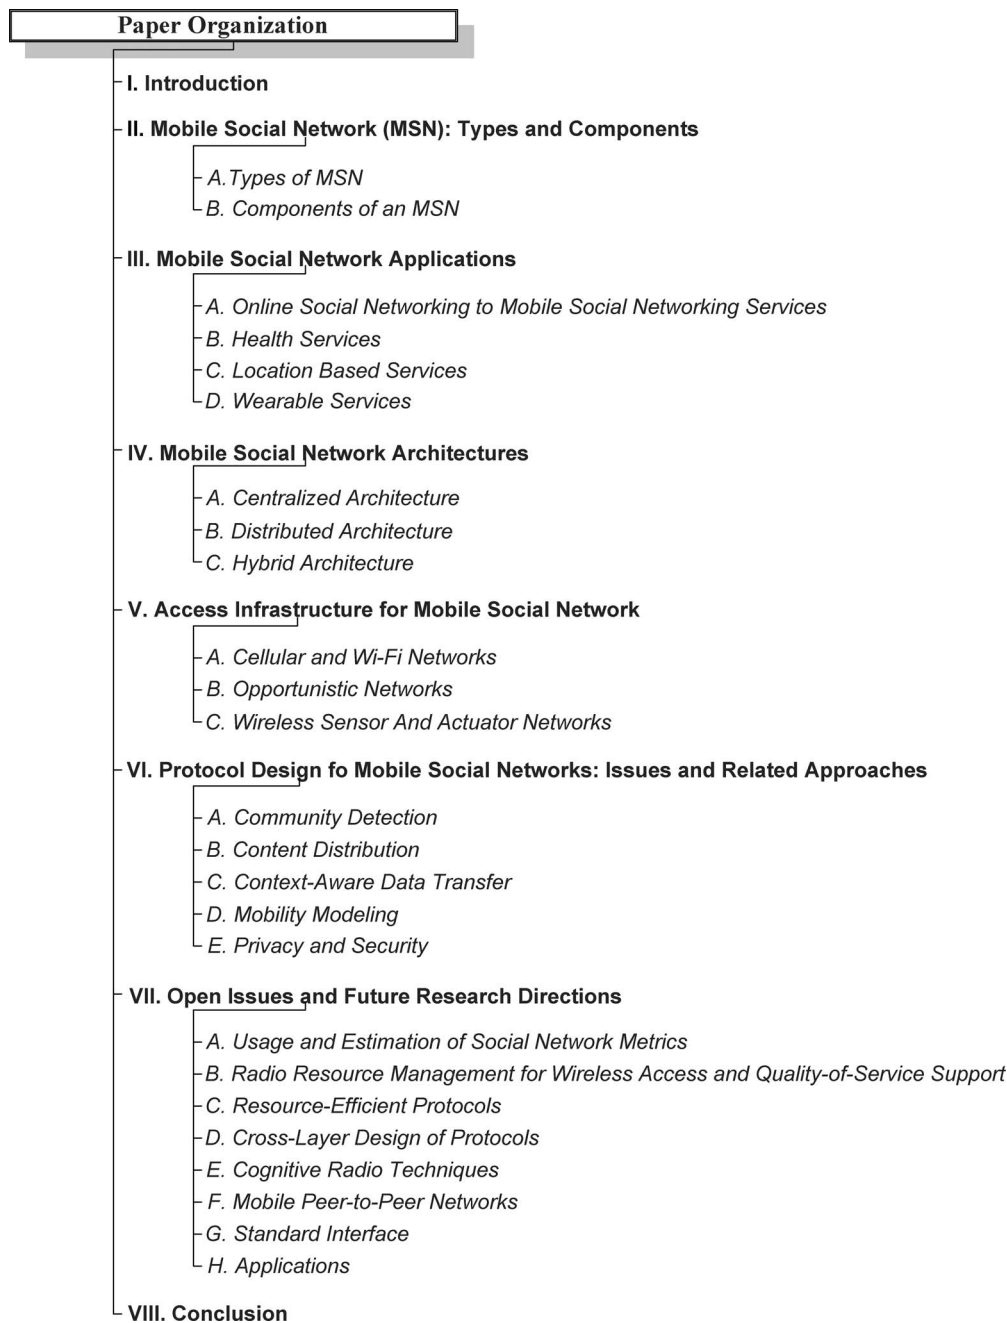 Paper Organization
I. Introduction
II. Mobile Social Network (MSN): Types and Components
A.Types of MSN
B. Components of an MSN
III. Mobile Social Network Applications
A. Online Social Networking to Mobile Social Networking Services
B. Health Services
C. Location Based Services
D. Wearable Services
IV. Mobile Social Network Architectures
A. Centralized Architecture
B. Distributed Architecture
C. Hybrid Architecture
V. Access Infrastructure for Mobile Social Network
A. Cellular and Wi-Fi Networks
B. Opportunistic Networks
C. Wireless Sensor And Actuator Networks
VI. Protocol Design fo Mobile Social Networks: Issues and Related Approaches
A. Community Detection
B. Content Distribution
C. Context-Aware Data Transfer
D. Mobility Modeling
E. Privacy and Security
VII. Open Issues and Future Research Directions
A. Usage and Estimation of Social Network Metrics
B. Radio Resource Management for Wireless Access and Quality-of-Service Support
C. Resource-Efficient Protocols
D. Cross-Layer Design of Protocols
E. Cognitive Radio Techniques
F. Mobile Peer-to-Peer Networks
G. Standard Interface
H. Applications
VIII. Conclusion